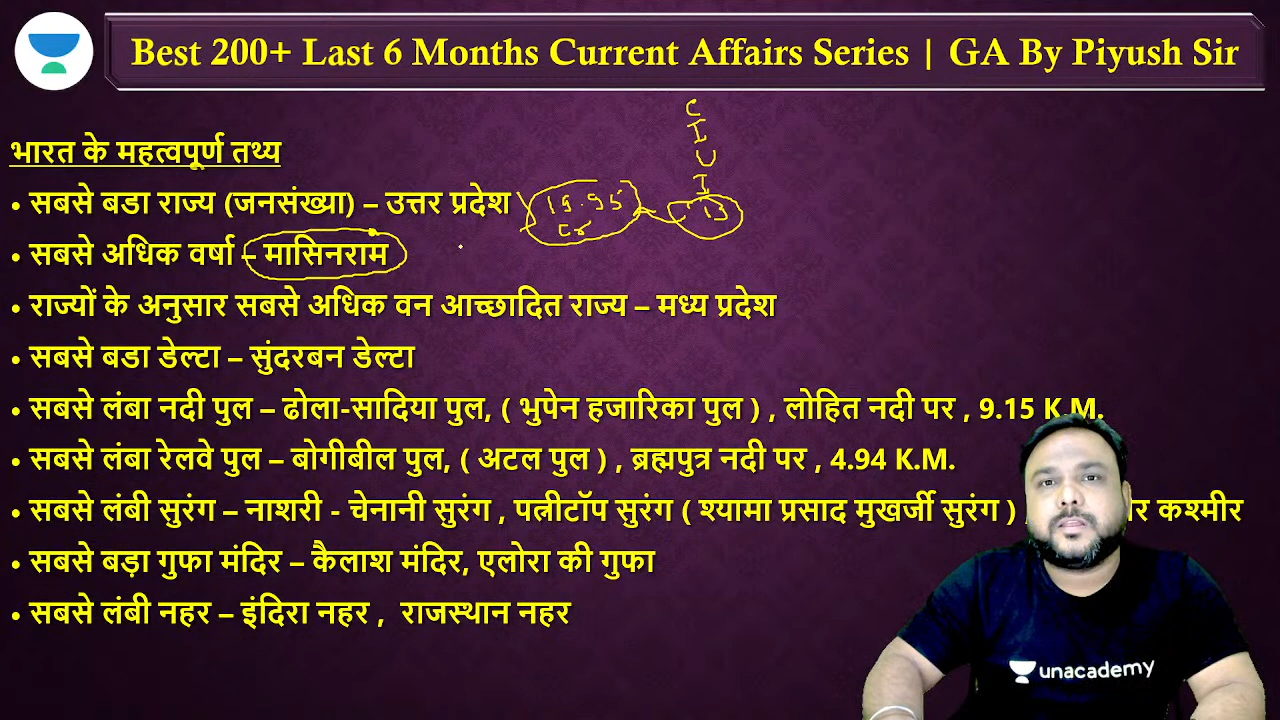 Best 200+ Last 6 Months Current Affairs Series | GA By Piyush Sir
भारत के महत्वपूर्ण तथ्य
• सबसे बडा राज्य (जनसंख्या) – उत्तर प्रदेश
19.95
Cr
• सबसे अधिक वर्षा – मासिनराम
• राज्यों के अनुसार सबसे अधिक वन आच्छादित राज्य – मध्य प्रदेश
• सबसे बडा डेल्टा – सुंदरबन डेल्टा
• सबसे लंबा नदी पुल – ढोला-सादिया पुल, ( भुपेन हजारिका पुल ) , लोहित नदी पर , 9.15 K.M.
• सबसे लंबा रेलवे पुल – बोगीबील पुल, ( अटल पुल ) , ब्रह्मपुत्र नदी पर , 4.94 K.M.
• सबसे लंबी सुरंग – नाशरी - चेनानी सुरंग , पत्नीटॉप सुरंग ( श्यामा प्रसाद मुखर्जी सुरंग ) कश्मीर
• सबसे बड़ा गुफा मंदिर – कैलाश मंदिर, एलोरा की गुफा
• सबसे लंबी नहर – इंदिरा नहर , राजस्थान नहर
unacademy